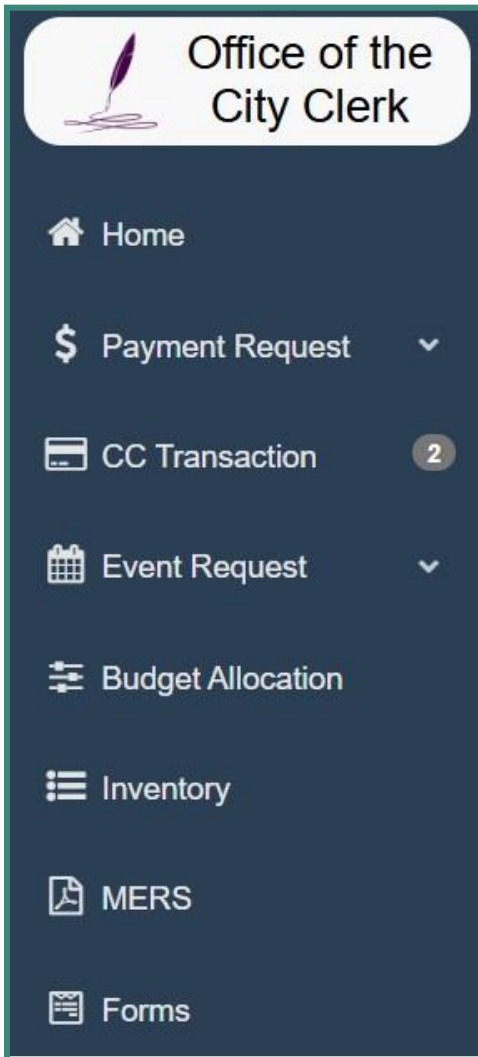 Office of the
City Clerk
Home
Payment Request
CC Transaction 2
Event Request
Budget Allocation
Inventory
MERS
Forms